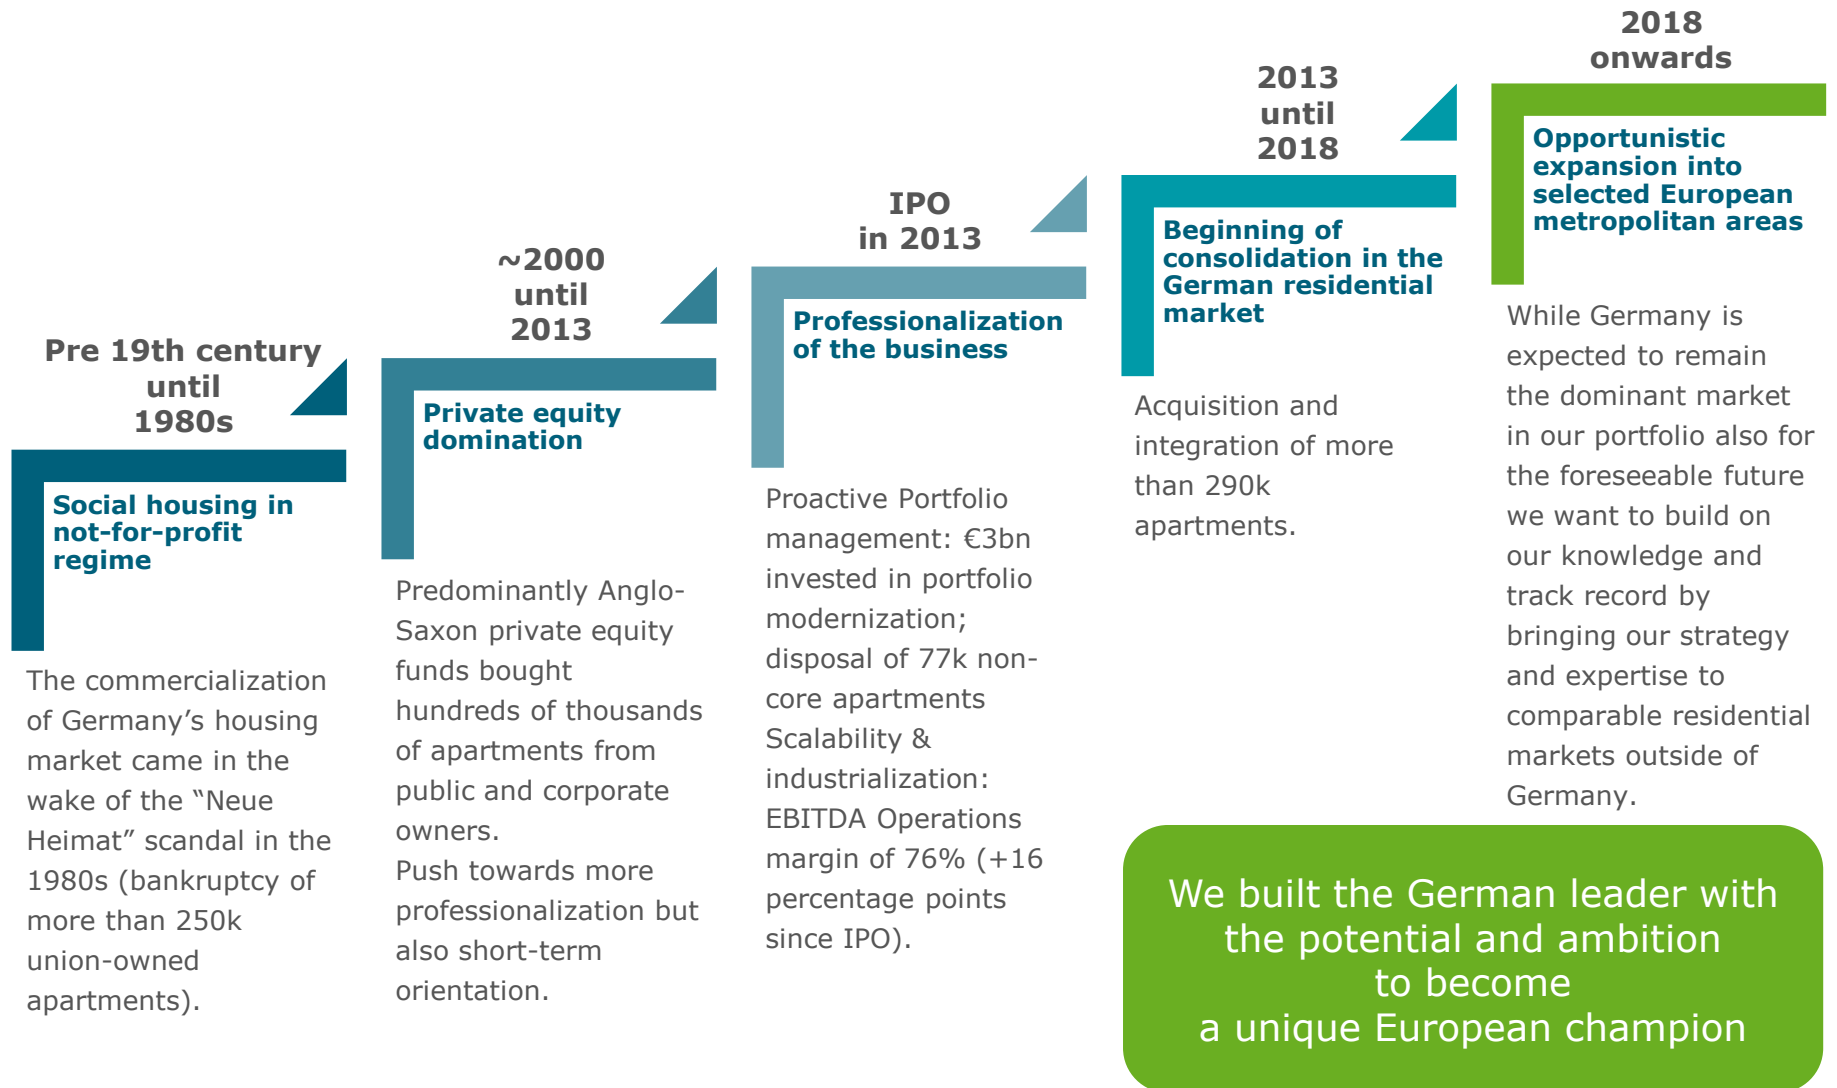 Pre 19th century
until
1980s
Social housing in
not-for-profit
regime
The commercialization
of Germany’s housing
market came in the
wake of the “Neue
Heimat” scandal in the
1980s (bankruptcy of
more than 250k
union-owned
apartments).
~2000
until
2013
Private equity
domination
Predominantly Anglo-
Saxon private equity
funds bought
hundreds of thousands
of apartments from
public and corporate
owners.
Push towards more
professionalization but
also short-term
orientation.
IPO
in 2013
Professionalization
of the business
Proactive Portfolio
management: €3bn
invested in portfolio
modernization;
disposal of 77k non-
core apartments
Scalability &
industrialization:
EBITDA Operations
margin of 76% (+16
percentage points
since IPO).
2013
until
2018
Beginning of
consolidation in the
German residential
market
Acquisition and
integration of more
than 290k
apartments.
2018
onwards
Opportunistic
expansion into
selected European
metropolitan areas
While Germany is
expected to remain
the dominant market
in our portfolio also for
the foreseeable future
we want to build on
our knowledge and
track record by
bringing our strategy
and expertise to
comparable residential
markets outside of
Germany.
We built the German leader with
the potential and ambition
to become
a unique European champion